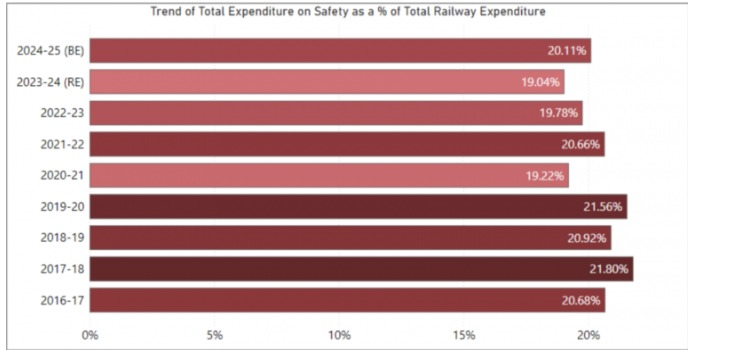 Trend of Total Expenditure on Safety as a % of Total Railway Expenditure
2024-25 (BE) 20.11%
2023-24 (RE) 19.04%
2022-23 19.78%
2021-22 20.66%
2020-21 19.22%
2019-20 21.56%
2018-19 20.92%
2017-18 21.80%
2016-17 20.68%
0% 5% 10% 15% 20%